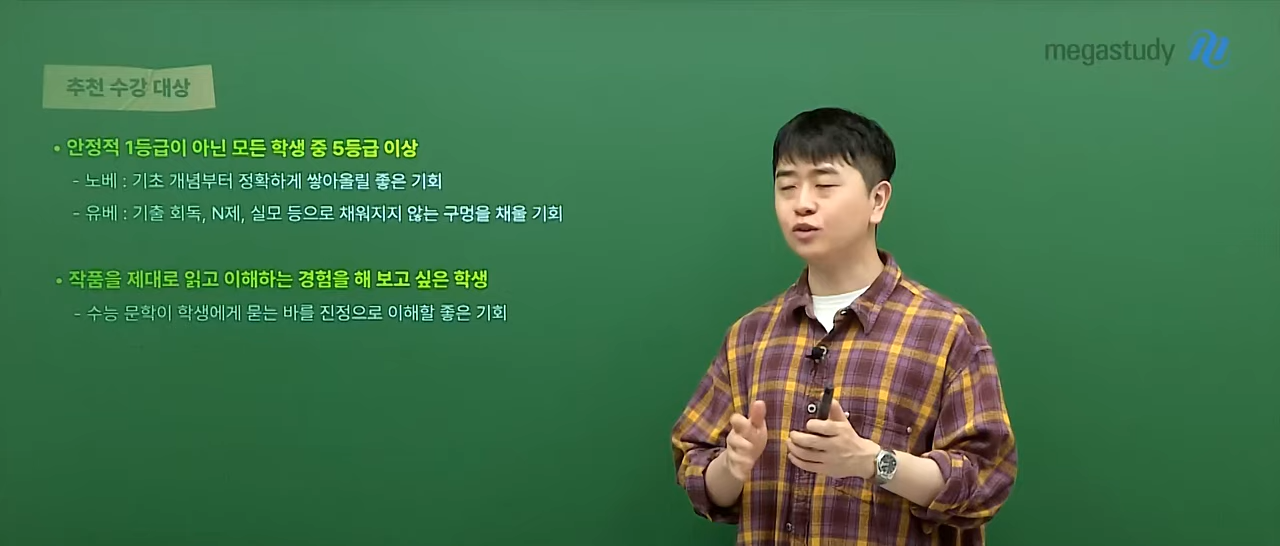 megastudy
추천 수강 대상
• 안정적 1등급이 아닌 모든 학생 중 5등급 이상
- 노베 : 기초 개념부터 정확하게 쌓아올릴 좋은 기회
- 유베 : 기출 회독, N제, 실모 등으로 채워지지 않는 구멍을 채울 기회
• 작품을 제대로 읽고 이해하는 경험을 해 보고 싶은 학생
- 수능 문학이 학생에게 묻는 바를 진정으로 이해할 좋은 기회